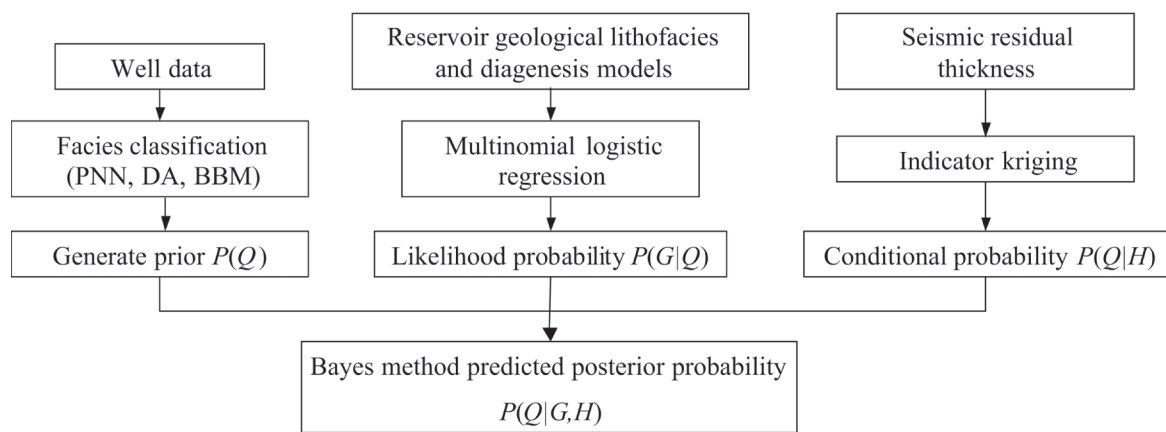 Well data
Facies classification
(PNN, DA, BBM)
Generate prior P(Q)
Reservoir geological lithofacies
and diagenesis models
Multinomial logistic
regression
Likelihood probability P(G|Q)
Seismic residual
thickness
Indicator kriging
Conditional probability P(Q|H)
Bayes method predicted posterior probability
P(Q|G,H)